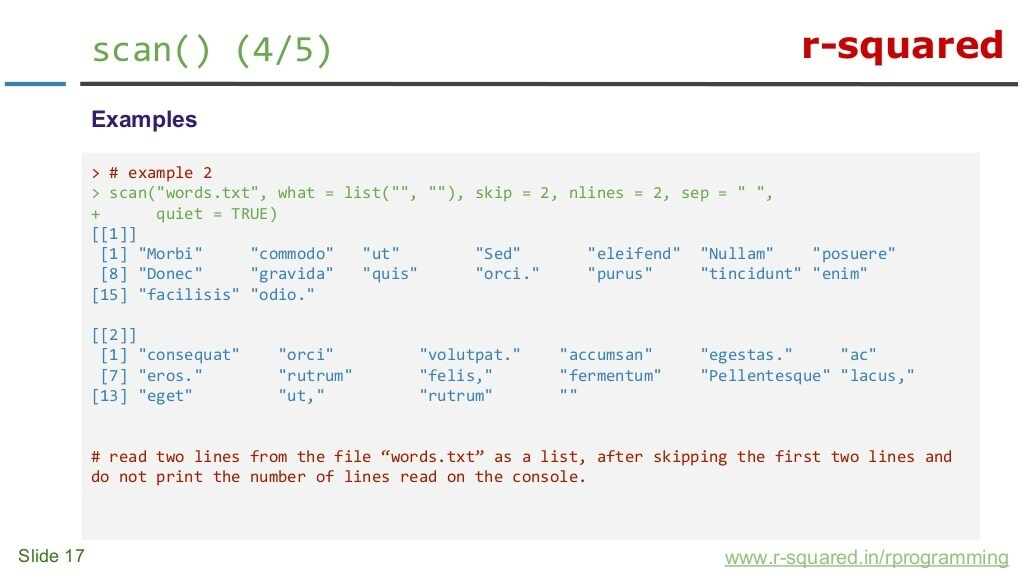 scan() (4/5)
r-squared
Examples
> # example 2
> scan("words.txt", what = list("", ""), skip = 2, nlines = 2, sep = " ",
+      quiet = TRUE)
[[1]]
 [1] "Morbi"     "commodo"   "ut"        "Sed"       "eleifend"  "Nullam"    "posuere"
 [8] "Donec"     "gravida"   "quis"      "orci."     "purus"     "tincidunt" "enim"
[15] "facilisis" "odio."
[[2]]
 [1] "consequat"    "orci"         "volutpat."    "accumsan"     "egestas."     "ac"
 [7] "eros."        "rutrum"       "felis,"       "fermentum"    "Pellentesque" "lacus,"
[13] "eget"         "ut,"          "rutrum"       ""
# read two lines from the file “words.txt” as a list, after skipping the first two lines and
do not print the number of lines read on the console.
Slide 17
www.r-squared.in/rprogramming